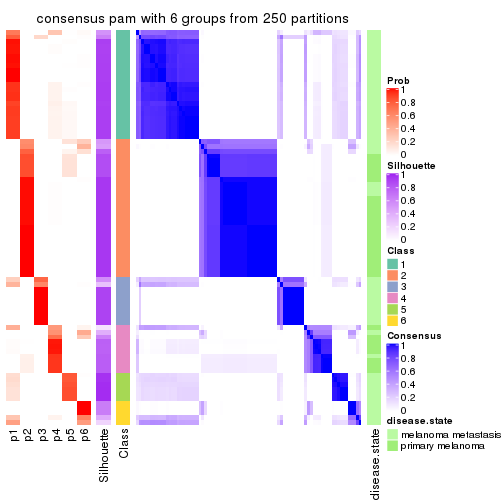 consensus pam with 6 groups from 250 partitions
Prob
1
0.8
0.6
0.4
0.2
0
Silhouette
1
0.8
0.6
0.4
0.2
0
Class
1
2
3
4
5
6
Consensus
1
0.8
0.6
0.4
0.2
0
disease.state
melanoma metastasis
primary melanoma
p1
p2
p3
p4
p5
p6
Silhouette
Class
disease.state